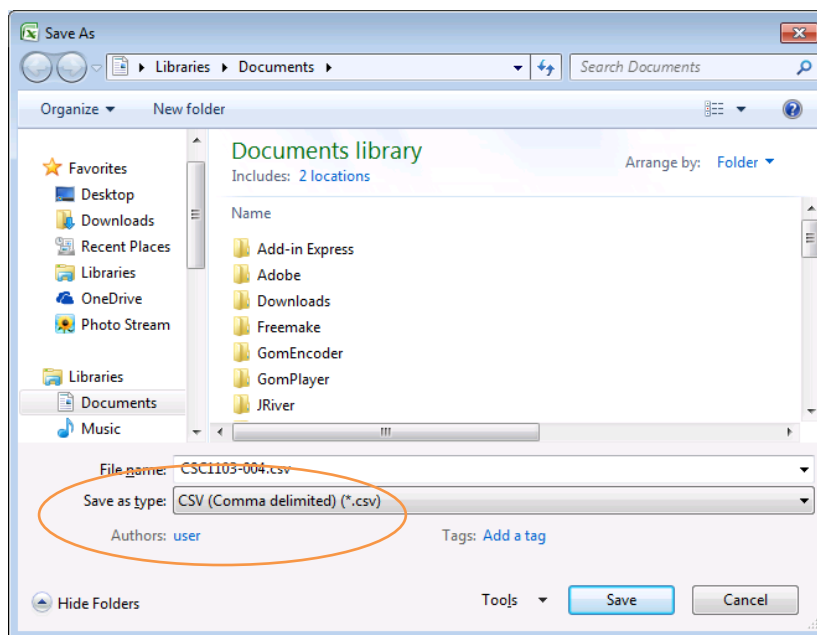 Save As
Libraries Documents
Search Documents
Organize New folder
Favorites
Desktop
Downloads
Recent Places
Libraries
OneDrive
Photo Stream
Libraries
Documents
Music
Documents library
Includes: 2 locations
Arrange by: Folder
Name
Add-in Express
Adobe
Downloads
Freemake
GomEncoder
GomPlayer
JRiver
File name: CSC1103-004.csv
Save as type: CSV (Comma delimited) (*.csv)
Authors: user Tags: Add a tag
Hide Folders Tools Save Cancel